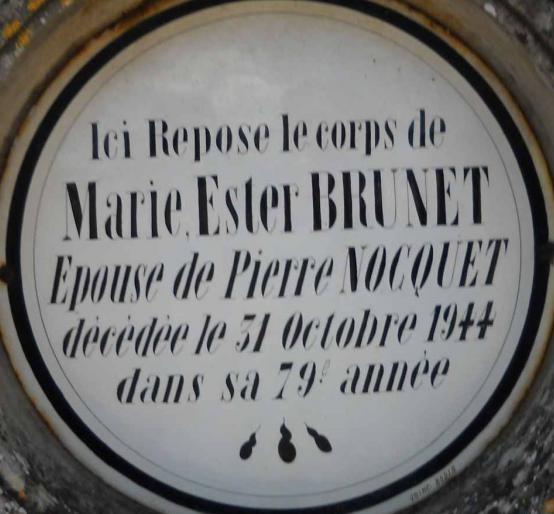 Ici Repose le corps de
Marie, Ester BRUNET
Epouse de Pierre NOCQUET
décédée le 31 Octobre 1944
dans sa 79e année